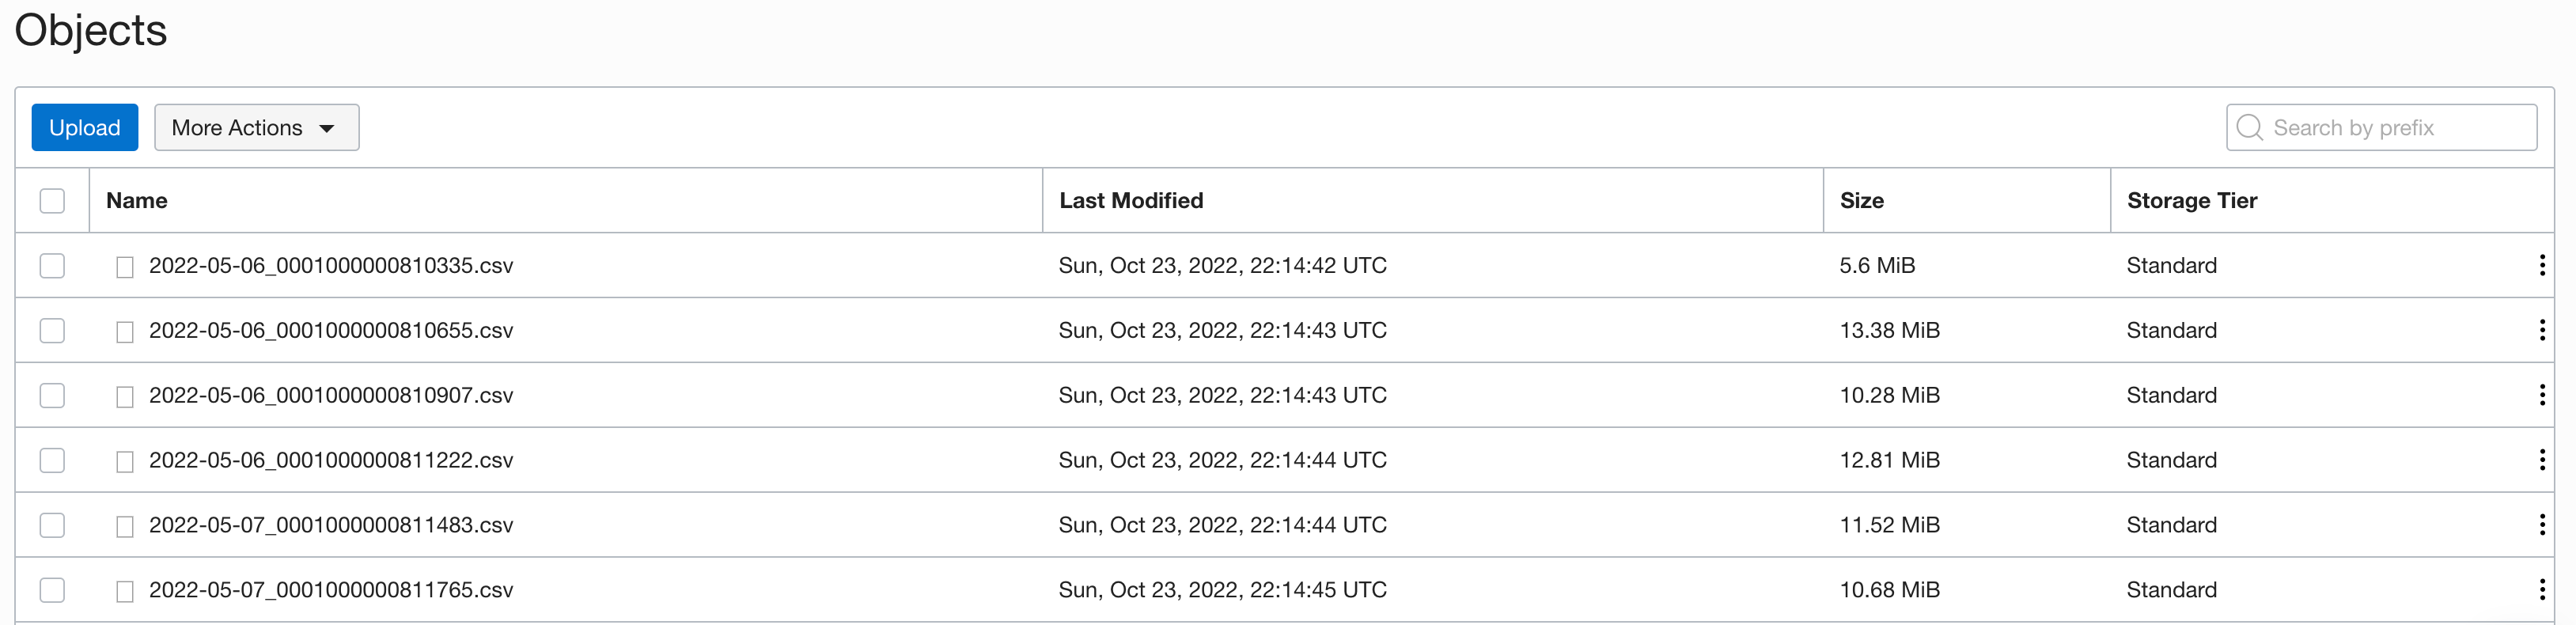 Objects
Upload More Actions Search by prefix
Name Last Modified Size Storage Tier
2022-05-06_0001000000810335.csv Sun, Oct 23, 2022, 22:14:42 UTC 5.6 MiB Standard
2022-05-06_0001000000810655.csv Sun, Oct 23, 2022, 22:14:43 UTC 13.38 MiB Standard
2022-05-06_0001000000810907.csv Sun, Oct 23, 2022, 22:14:43 UTC 10.28 MiB Standard
2022-05-06_0001000000811222.csv Sun, Oct 23, 2022, 22:14:44 UTC 12.81 MiB Standard
2022-05-07_0001000000811483.csv Sun, Oct 23, 2022, 22:14:44 UTC 11.52 MiB Standard
2022-05-07_0001000000811765.csv Sun, Oct 23, 2022, 22:14:45 UTC 10.68 MiB Standard